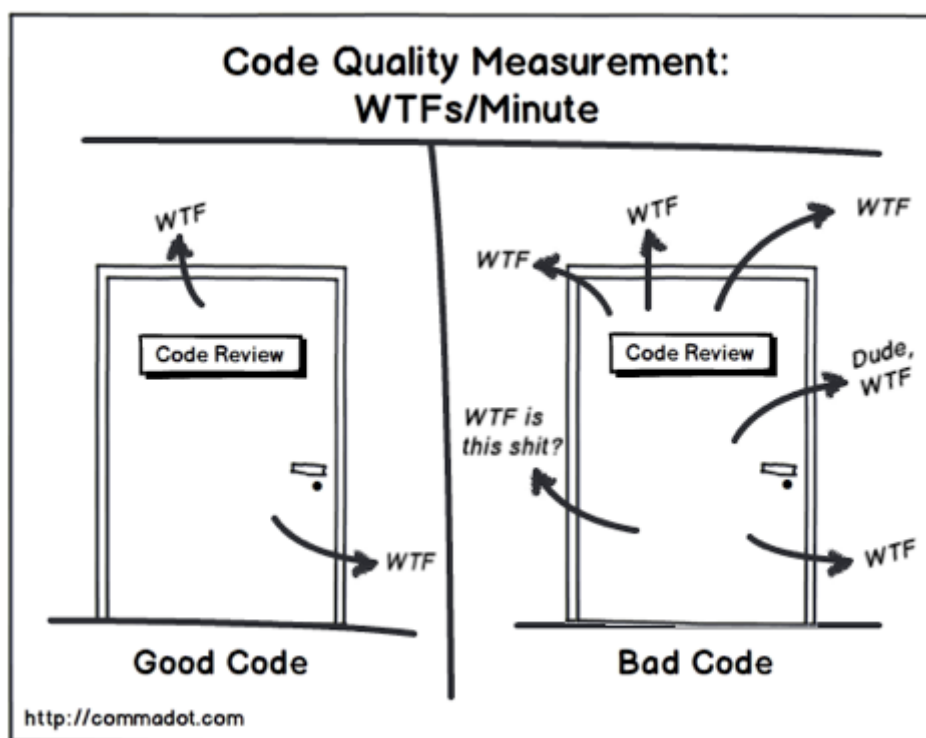 Code Quality Measurement:
WTFs/Minute
WTF
Code Review
WTF
Good Code
WTF
WTF
WTF
Code Review
Dude,
WTF
WTF is
this shit?
WTF
Bad Code
http://commadot.com